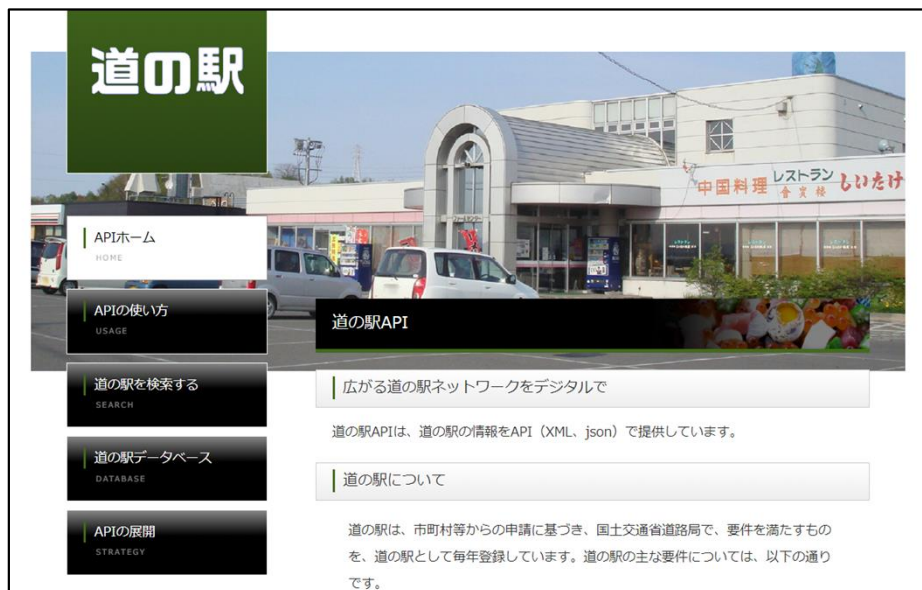 道の駅
中国料理 レストラン しいたけ
APIホーム
HOME
APIの使い方
USAGE
道の駅を検索する
SEARCH
道の駅データベース
DATABASE
APIの展開
STRATEGY
道の駅API
広がる道の駅ネットワークをデジタルで
道の駅APIは、道の駅の情報をAPI（XML、json）で提供しています。
道の駅について
道の駅は、市町村等からの申請に基づき、国土交通省道路局で、要件を満たすもの
を、道の駅として毎年登録しています。道の駅の主な要件については、以下の通り
です。